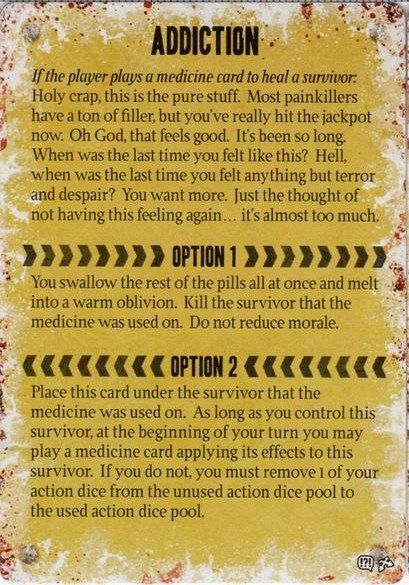 ADDICTION
If the player plays a medicine card to heal a survivor:
Holy crap, this is the pure stuff. Most painkillers
have a ton of filler, but you've really hit the jackpot
now. Oh God, that feels good. It's been so long.
When was the last time you felt like this? Hell,
when was the last time you felt anything but terror
and despair? You want more. Just the thought of
not having this feeling again... it's almost too much.
OPTION 1
You swallow the rest of the pills all at once and melt
into a warm oblivion. Kill the survivor that the
medicine was used on. Do not reduce morale.
OPTION 2
Place this card under the survivor that the
medicine was used on. As long as you control this
survivor, at the beginning of your turn you may
play a medicine card applying its effects to this
survivor. If you do not, you must remove 1 of your
action dice from the unused action dice pool to
the used action dice pool.
!?!